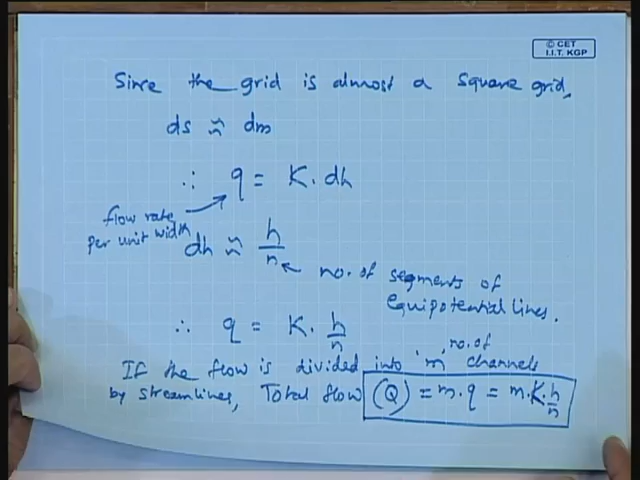 © CET
I.I.T. KGP
Since the grid is almost a square grid,
ds ≈ dm
∴ q = K. dh
flow rate
per unit width
dh ≈ h/n
no. of segments of
equipotential lines.
∴ q = K. h/n
If the flow is divided into 'm' no. of channels
by streamlines, Total flow (Q) = m.q = m.K.h/n